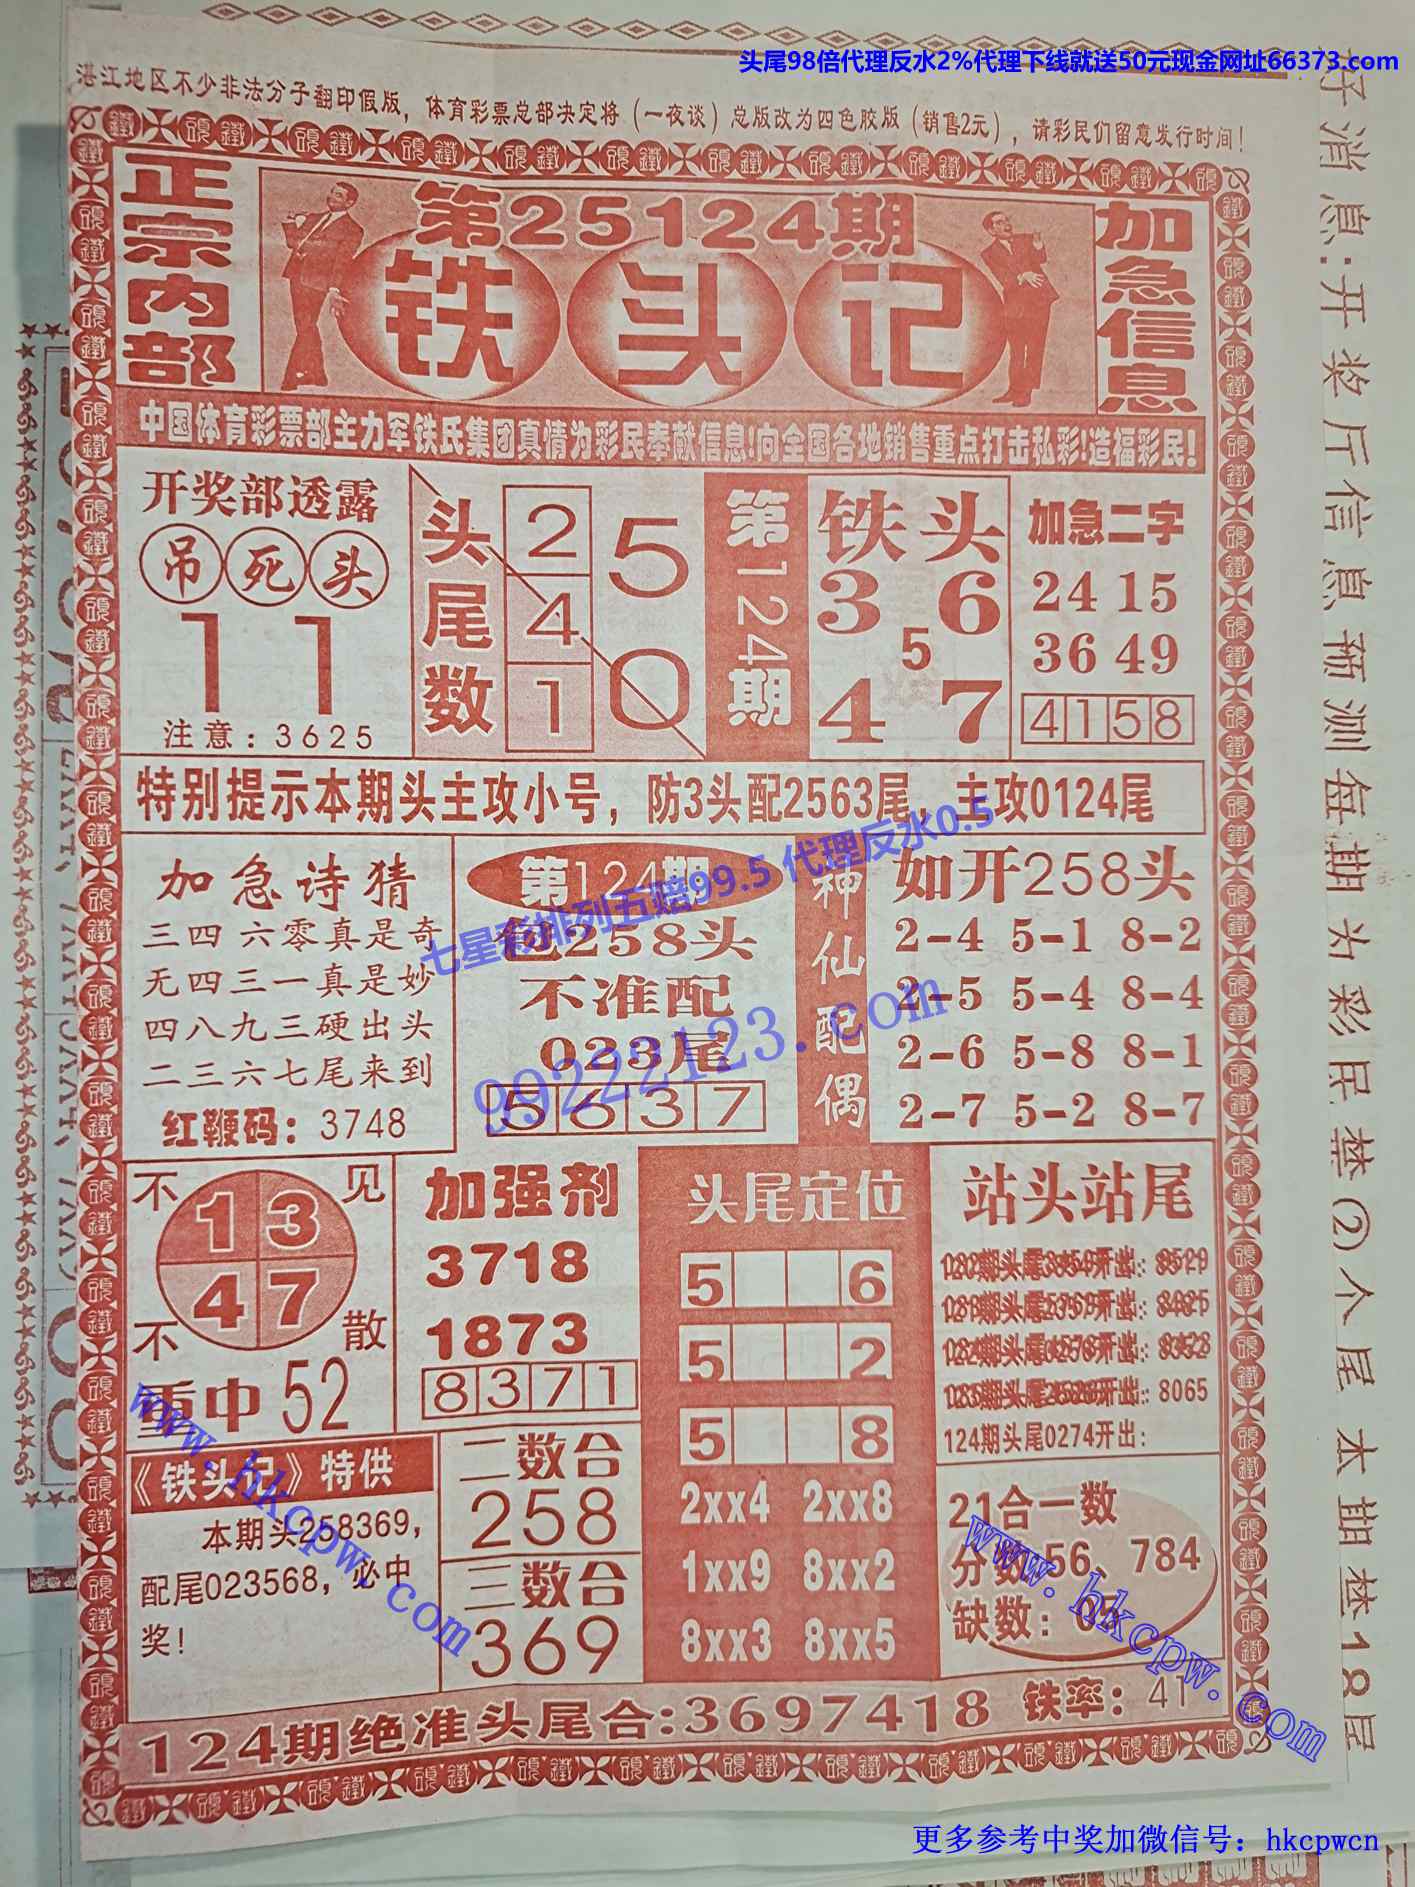 头尾98倍代理反水2%代理下线就送50元现金网址66373.com
湛江地区不少非法分子翻印假版，体育彩票总部决定将（一夜谈）总版改为四色胶版（销售2元），请彩民们留意发行时间！
正宗内部
第25124期
铁头记
加急信息
中国体育彩票部主力军铁氏集团真情为彩民奉献信息!向全国各地销售重点打击私彩!造福彩民!
开奖部透露
吊死头
11
注意：3625
头尾数
2 5
4
1 0
第124期
铁头
3 6
5
4 7
加急二字
24 15
36 49
4158
特别提示本期头主攻小号，防3头配2563尾，主攻0124尾
加急诗猜
三四六零真是奇
无四三一真是妙
四八九三硬出头
二三六七尾来到
红鞭码：3748
第124期
包258头
不准配
023尾
5637
神仙配偶
如开258头
2-4 5-1 8-2
2-5 5-4 8-4
2-6 5-8 8-1
2-7 5-2 8-7
七星彩排列五赔99.5 代理反水0.5
99222123.com
不见
1 3
4 7
不散
重中52
加强剂
3718
1873
8371
头尾定位
5 6
5 2
5 8
2xx4 2xx8
1xx9 8xx2
8xx3 8xx5
站头站尾
8065
124期头尾0274开出:
《铁头记》特供
本期头258369，
配尾023568，必中
奖！
二数合
258
三数合
369
21合一数
分数:56、784
缺数：05
124期绝准头尾合:3697418 铁率：41
www.hkcpw.com
www.hkcpw.com
好消息:开奖厅信息预测每期为彩民禁②个尾 本期禁18尾
更多参考中奖加微信号：hkcpwcn